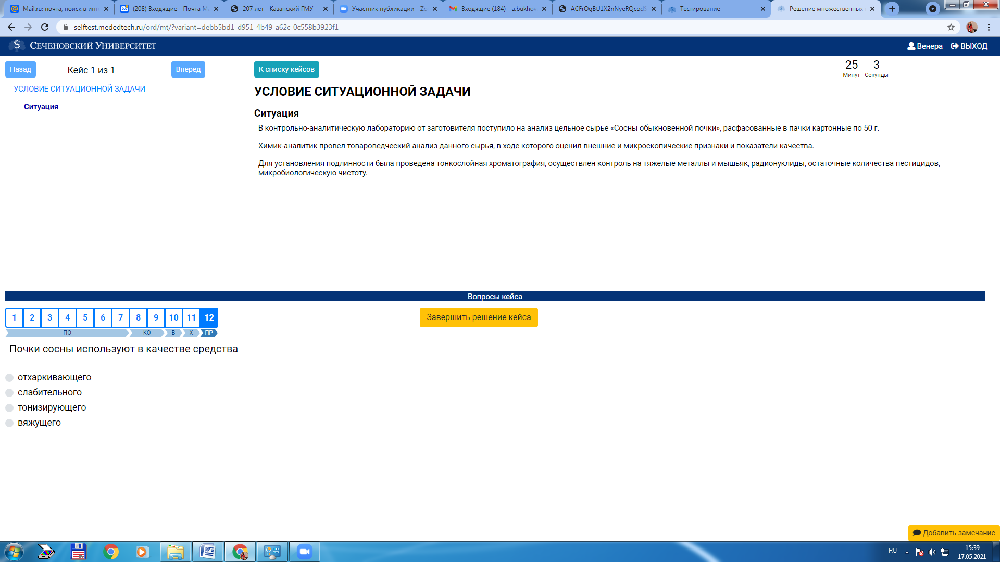 Mail.ru: почта, поиск в инт
(208) Входящие - Почта Ma
207 лет - Казанский ГМУ
Участник публикации - Zo
Входящие (184) - a.bukhov
Тестирование
Решение множественных
selftest.mededtech.ru/ord/mt/?variant=debb5bd1-d951-4b49-a62c-0c558b3923f1
Сеченовский Университет
Венера
ВЫХОД
Назад
Кейс 1 из 1
Вперед
К списку кейсов
25 3
Минут Секунды
УСЛОВИЕ СИТУАЦИОННОЙ ЗАДАЧИ
Ситуация
УСЛОВИЕ СИТУАЦИОННОЙ ЗАДАЧИ
Ситуация
В контрольно-аналитическую лабораторию от заготовителя поступило на анализ цельное сырье «Сосны обыкновенной почки», расфасованные в пачки картонные по 50 г.
Химик-аналитик провел товароведческий анализ данного сырья, в ходе которого оценил внешние и микроскопические признаки и показатели качества.
Для установления подлинности была проведена тонкослойная хроматография, осуществлен контроль на тяжелые металлы и мышьяк, радионуклиды, остаточные количества пестицидов,
микробиологическую чистоту.
Вопросы кейса
1 2 3 4 5 6 7 8 9 10 11 12
ПО КО В Х ПР
Завершить решение кейса
Почки сосны используют в качестве средства
отхаркивающего
слабительного
тонизирующего
вяжущего
Добавить замечание
RU
15:39
17.05.2021